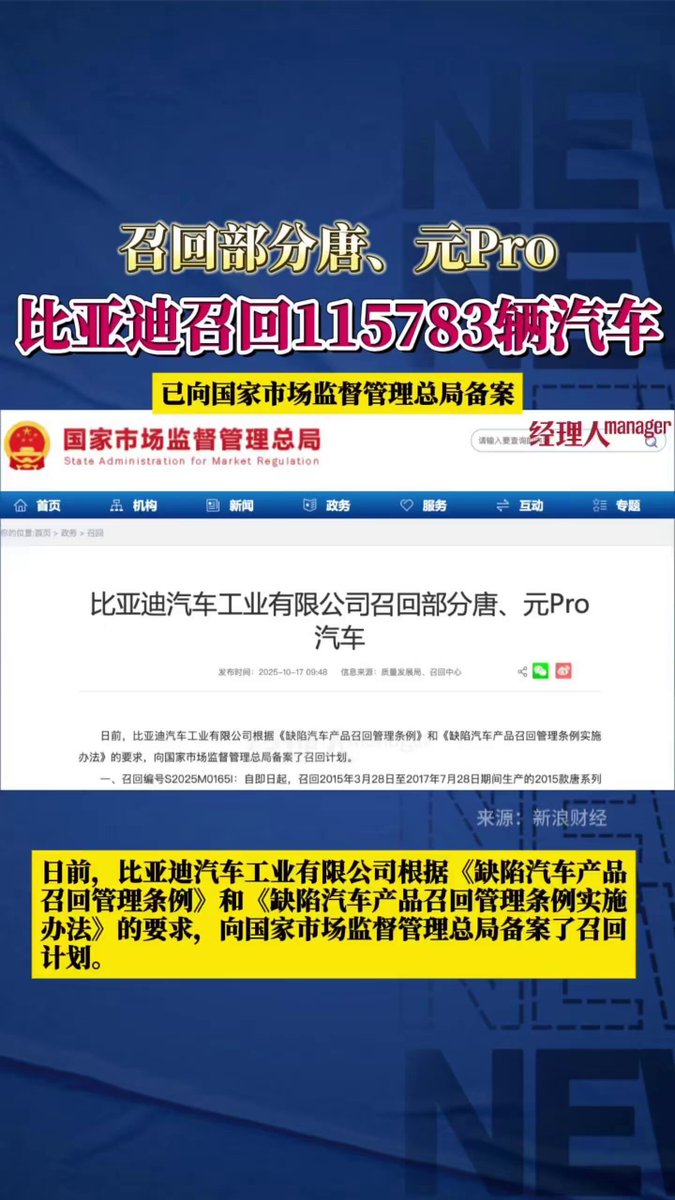 召回部分唐、元Pro
比亚迪召回115783辆汽车
已向国家市场监督管理总局备案
国家市场监督管理总局
State Administration for Market Regulation
请输入要查询的
经理人manager
首页 机构 新闻 政务 服务 互动 专题
您的位置:首页 > 政务 > 召回
比亚迪汽车工业有限公司召回部分唐、元Pro
汽车
发布时间：2025-10-17 09:48 信息来源：质量发展局、召回中心
日前，比亚迪汽车工业有限公司根据《缺陷汽车产品召回管理条例》和《缺陷汽车产品召回管理条例实施
办法》的要求，向国家市场监督管理总局备案了召回计划。
一、召回编号S2025M0165I：自即日起，召回2015年3月28日至2017年7月28日期间生产的2015款唐系列
来源：新浪财经
日前，比亚迪汽车工业有限公司根据《缺陷汽车产品
召回管理条例》和《缺陷汽车产品召回管理条例实施
办法》的要求，向国家市场监督管理总局备案了召回
计划。
NEW
NEW
NEW
NEW